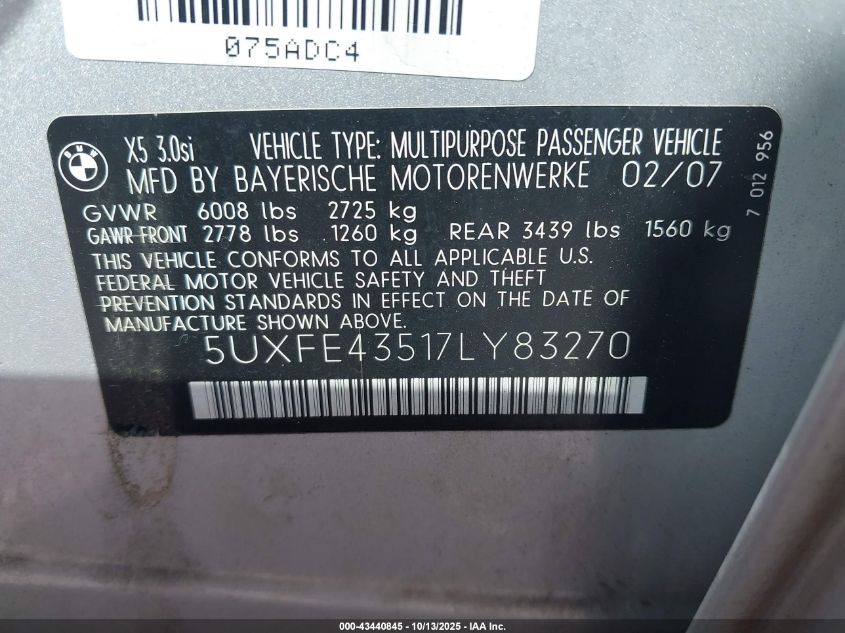 075ADC4
BMW
X5 3.0si VEHICLE TYPE: MULTIPURPOSE PASSENGER VEHICLE
MFD BY BAYERISCHE MOTORENWERKE 02/07
GVWR 6008 lbs 2725 kg
GAWR FRONT 2778 lbs 1260 kg REAR 3439 lbs 1560 kg
THIS VEHICLE CONFORMS TO ALL APPLICABLE U.S.
FEDERAL MOTOR VEHICLE SAFETY AND THEFT
PREVENTION STANDARDS IN EFFECT ON THE DATE OF
MANUFACTURE SHOWN ABOVE.
5UXFE43517LY83270
7 012 956
000-43440845 - 10/13/2025 - IAA Inc.